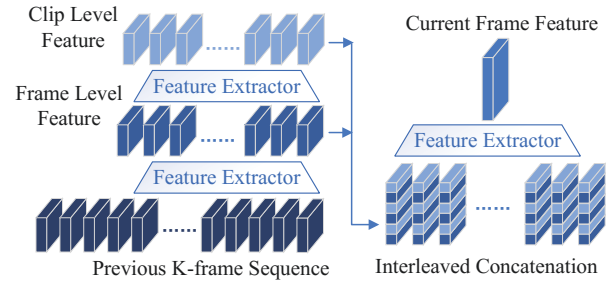 Clip Level
Feature
Feature Extractor
Frame Level
Feature
Feature Extractor
Previous K-frame Sequence
Current Frame Feature
Feature Extractor
Interleaved Concatenation